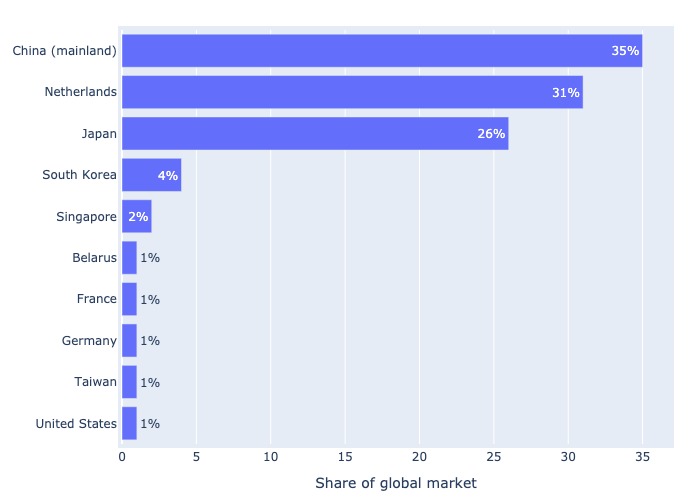 China (mainland) 35%
Netherlands 31%
Japan 26%
South Korea 4%
Singapore 2%
Belarus 1%
France 1%
Germany 1%
Taiwan 1%
United States 1%
0 5 10 15 20 25 30 35
Share of global market